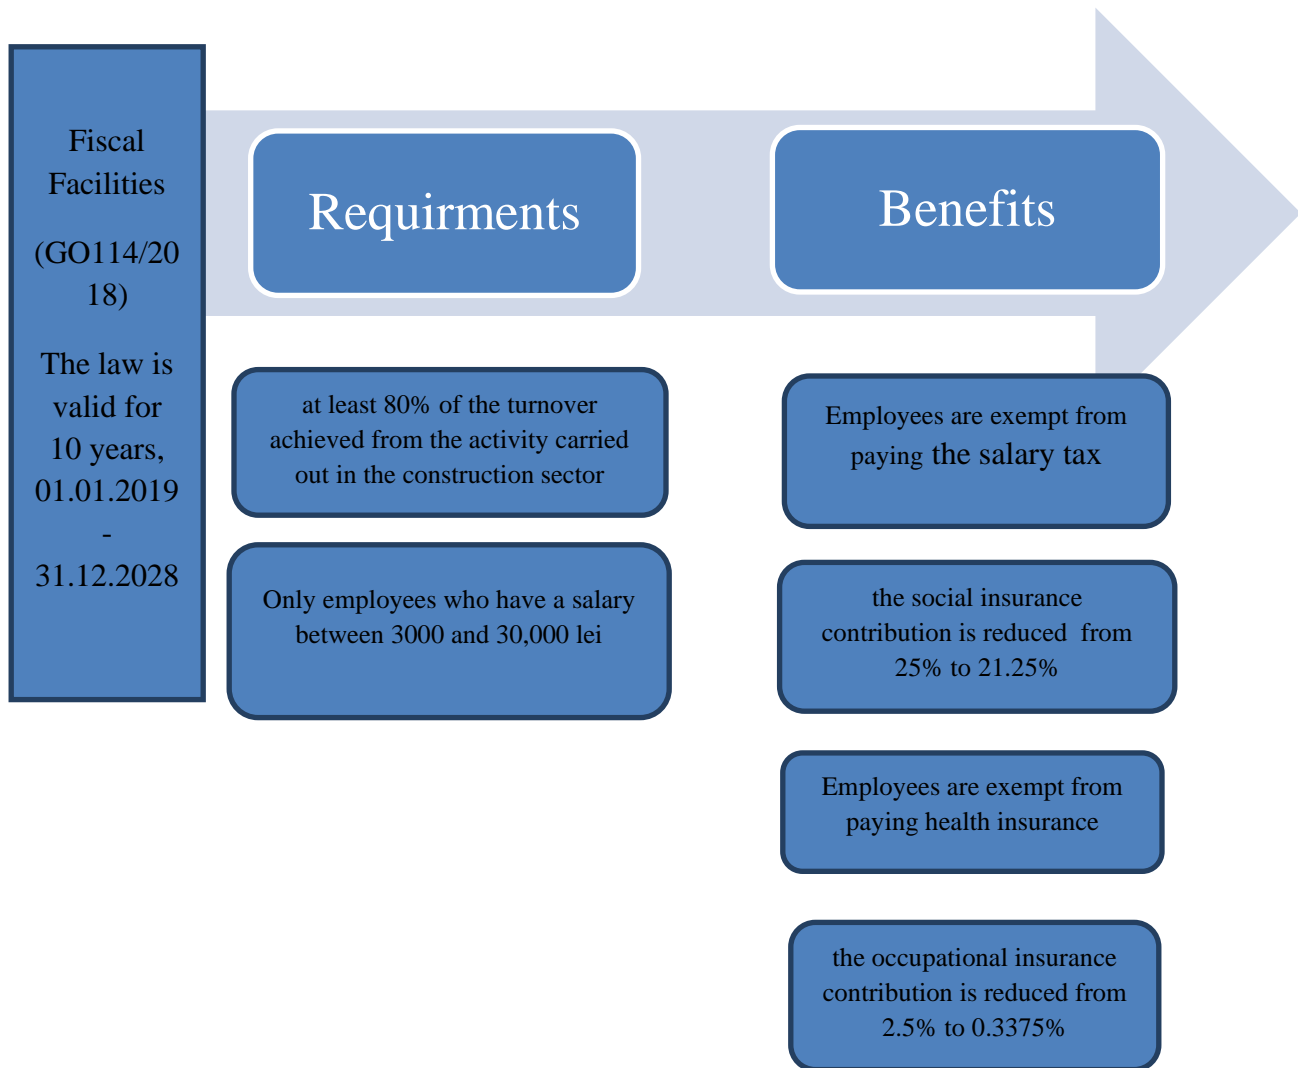 Fiscal
Facilities
(GO114/20
18)
The law is
valid for
10 years,
01.01.2019
-
31.12.2028
Requirments
at least 80% of the turnover
achieved from the activity carried
out in the construction sector
Only employees who have a salary
between 3000 and 30,000 lei
Benefits
Employees are exempt from
paying the salary tax
the social insurance
contribution is reduced from
25% to 21.25%
Employees are exempt from
paying health insurance
the occupational insurance
contribution is reduced from
2.5% to 0.3375%